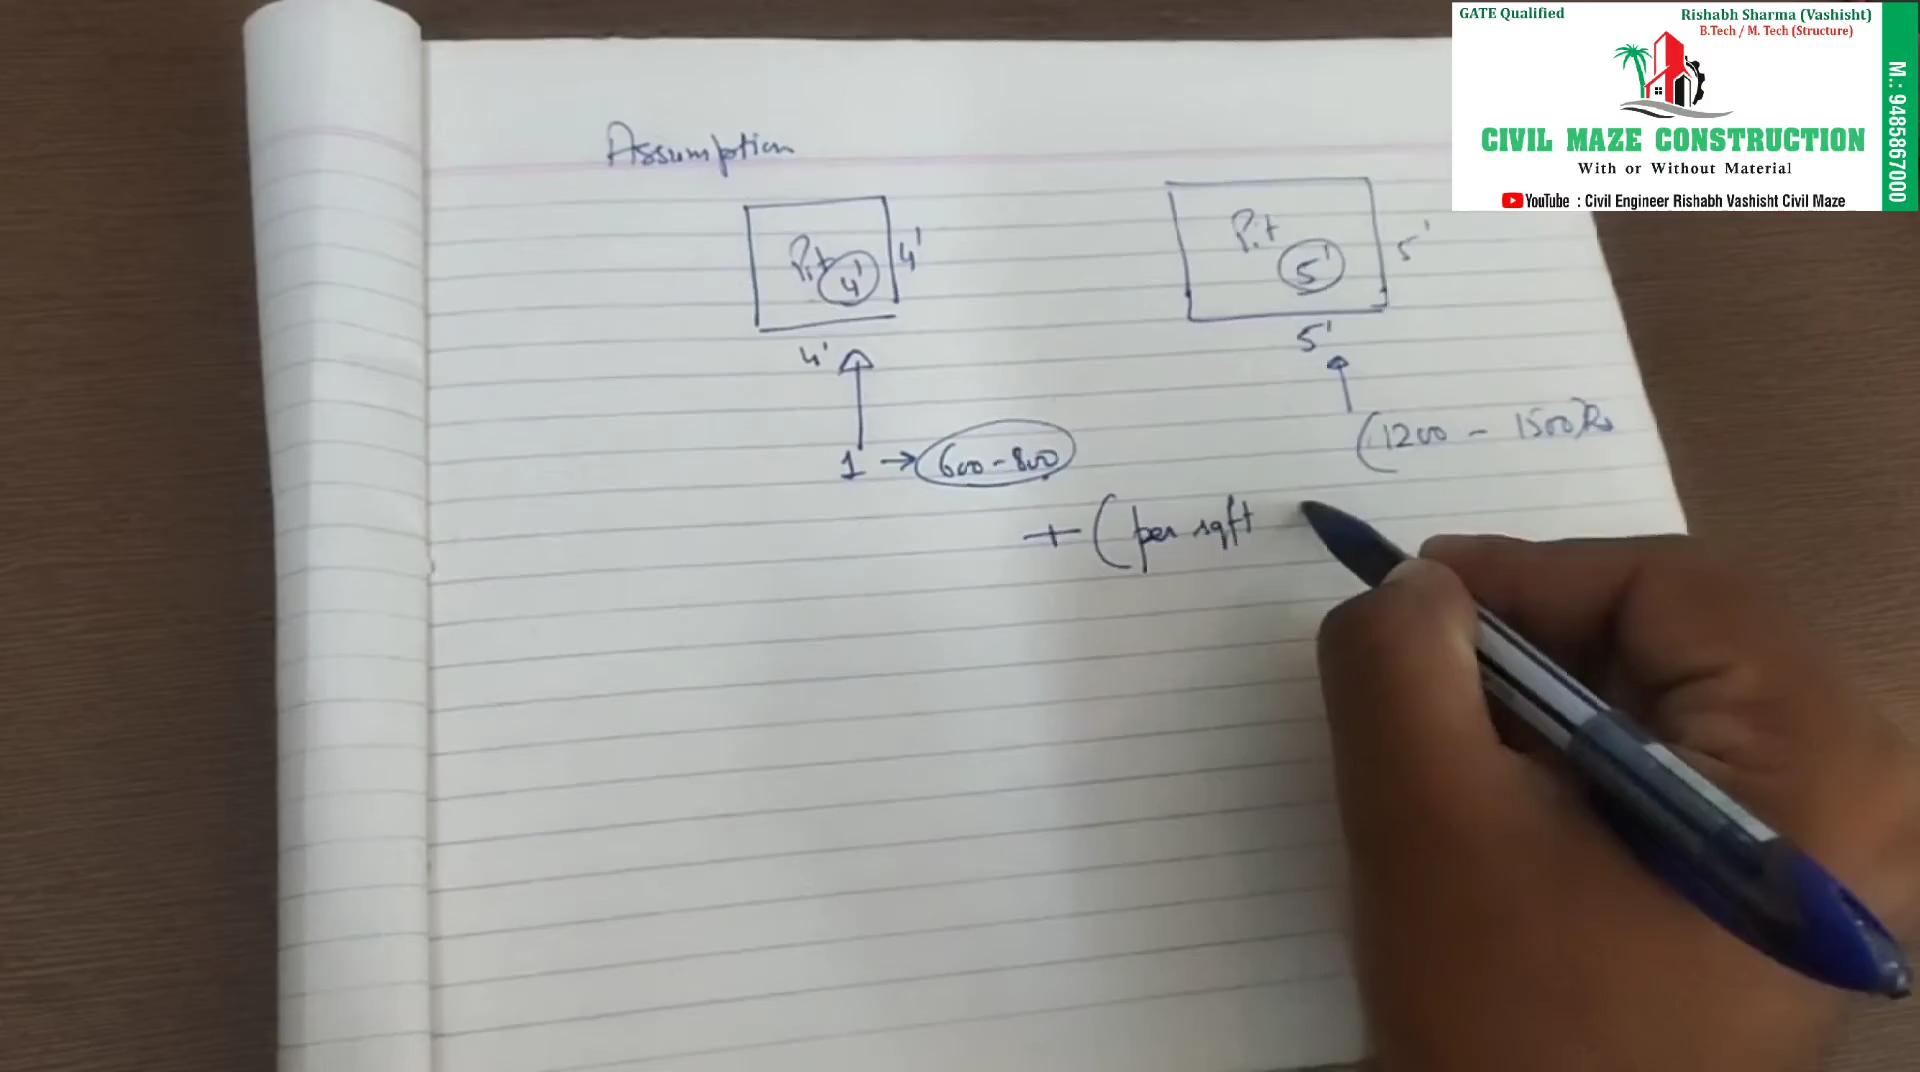 GATE Qualified
Rishabh Sharma (Vashisht)
B.Tech / M. Tech (Structure)
CIVIL MAZE CONSTRUCTION
With or Without Material
YouTube : Civil Engineer Rishabh Vashisht Civil Maze
M.: 9485867000
Assumption
Pit 4' 4'
4'
Pit 5' 5'
5'
1 → 600-800
(1200 - 1500)Rs
+ (per sqft